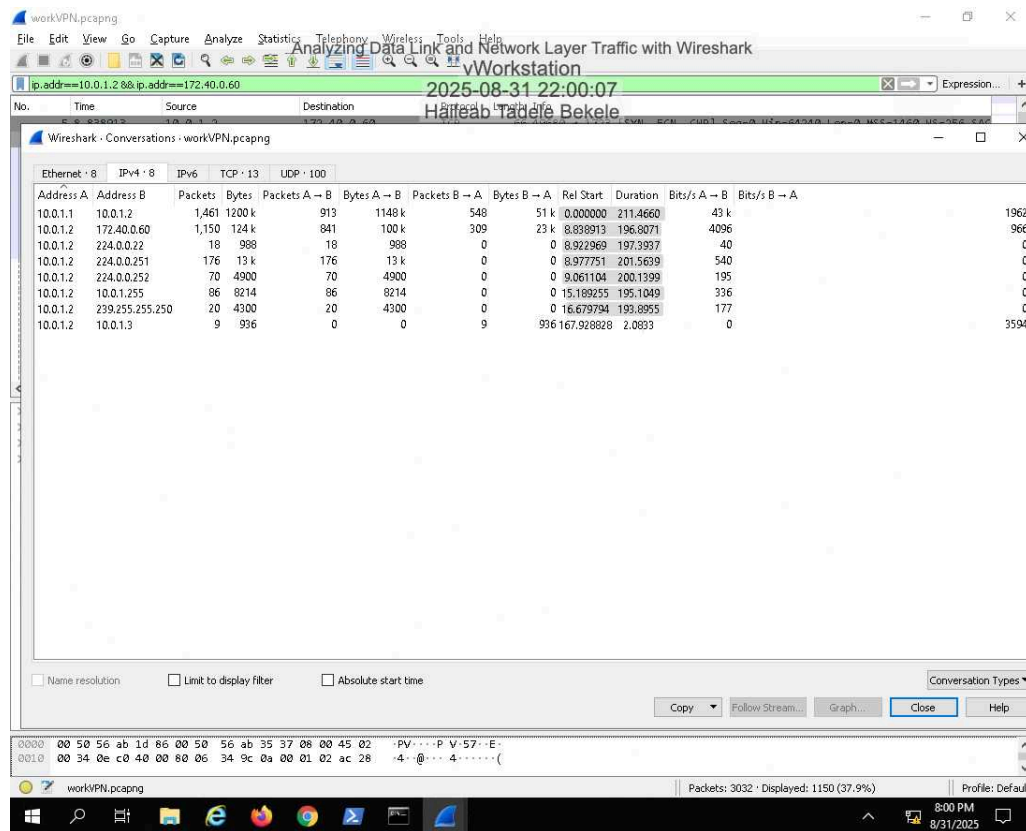 workVPN.pcapng
File Edit View Go Capture Analyze Statistics Telephony Wireless Tools Help
Analyzing Data Link and Network Layer Traffic with Wireshark
vWorkstation
ip.addr==10.0.1.2 && ip.addr==172.40.0.60 Expression... +
2025-08-31 22:00:07
No. Time Source Destination Protocol Length Info
Haileab Tadele Bekele
Wireshark · Conversations · workVPN.pcapng
Ethernet · 8 IPv4 · 8 IPv6 TCP · 13 UDP · 100
Address A Address B Packets Bytes Packets A → B Bytes A → B Packets B → A Bytes B → A Rel Start Duration Bits/s A → B Bits/s B → A
10.0.1.1 10.0.1.2 1,461 1200 k 913 1148 k 548 51 k 0.000000 211.4660 43 k 1962
10.0.1.2 172.40.0.60 1,150 124 k 841 100 k 309 23 k 8.838913 196.8071 4096 966
10.0.1.2 224.0.0.22 18 988 18 988 0 0 8.922969 197.3937 40 0
10.0.1.2 224.0.0.251 176 13 k 176 13 k 0 0 8.977751 201.5639 540 0
10.0.1.2 224.0.0.252 70 4900 70 4900 0 0 9.061104 200.1399 195 0
10.0.1.2 10.0.1.255 86 8214 86 8214 0 0 15.189255 195.1049 336 0
10.0.1.2 239.255.255.250 20 4300 20 4300 0 0 16.679794 193.8955 177 0
10.0.1.2 10.0.1.3 9 936 0 0 9 936 167.928828 2.0833 0 3594
Name resolution Limit to display filter Absolute start time Conversation Types
Copy Follow Stream... Graph... Close Help
0000 00 50 56 ab 1d 86 00 50 56 ab 35 37 08 00 45 02 ·PV····P V·57··E·
0010 00 34 0e c0 40 00 80 06 34 9c 0a 00 01 02 ac 28 ·4··@··· 4······(
workVPN.pcapng Packets: 3032 · Displayed: 1150 (37.9%) Profile: Defaul
8:00 PM
8/31/2025